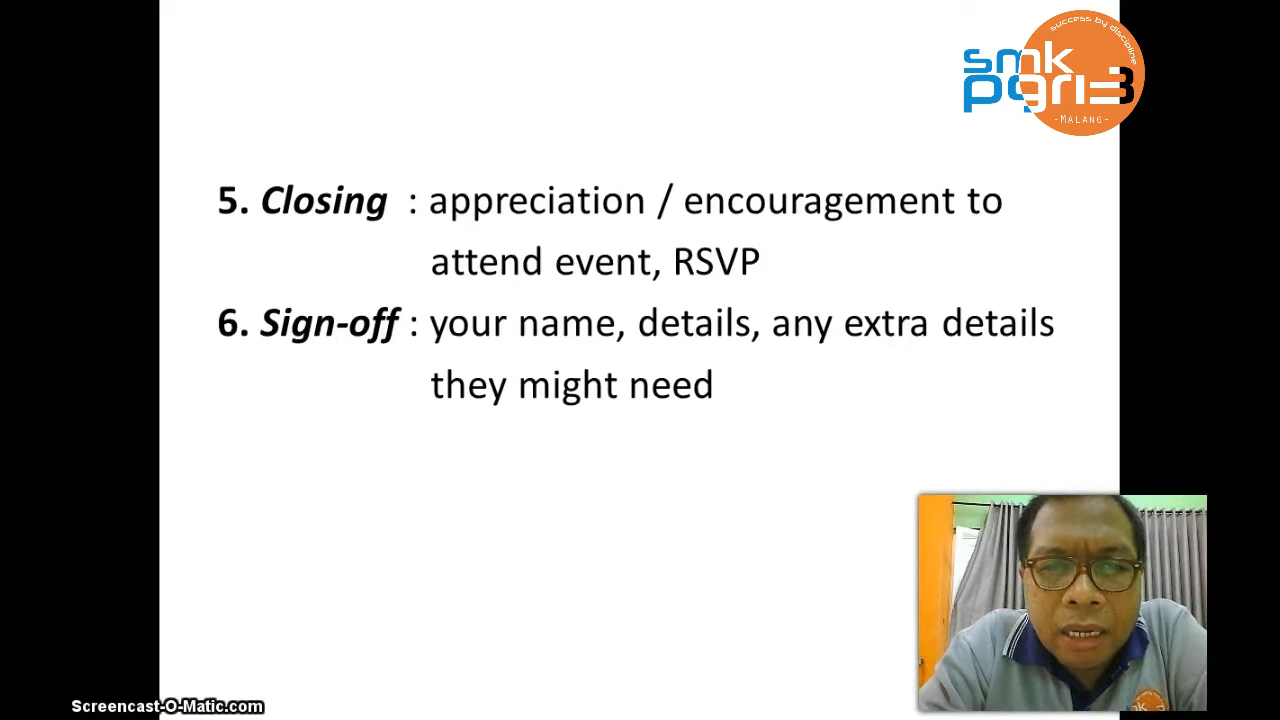 success by discipline
smk
pgri 3
-MALANG-
5. Closing : appreciation / encouragement to
attend event, RSVP
6. Sign-off : your name, details, any extra details
they might need
Screencast-O-Matic.com